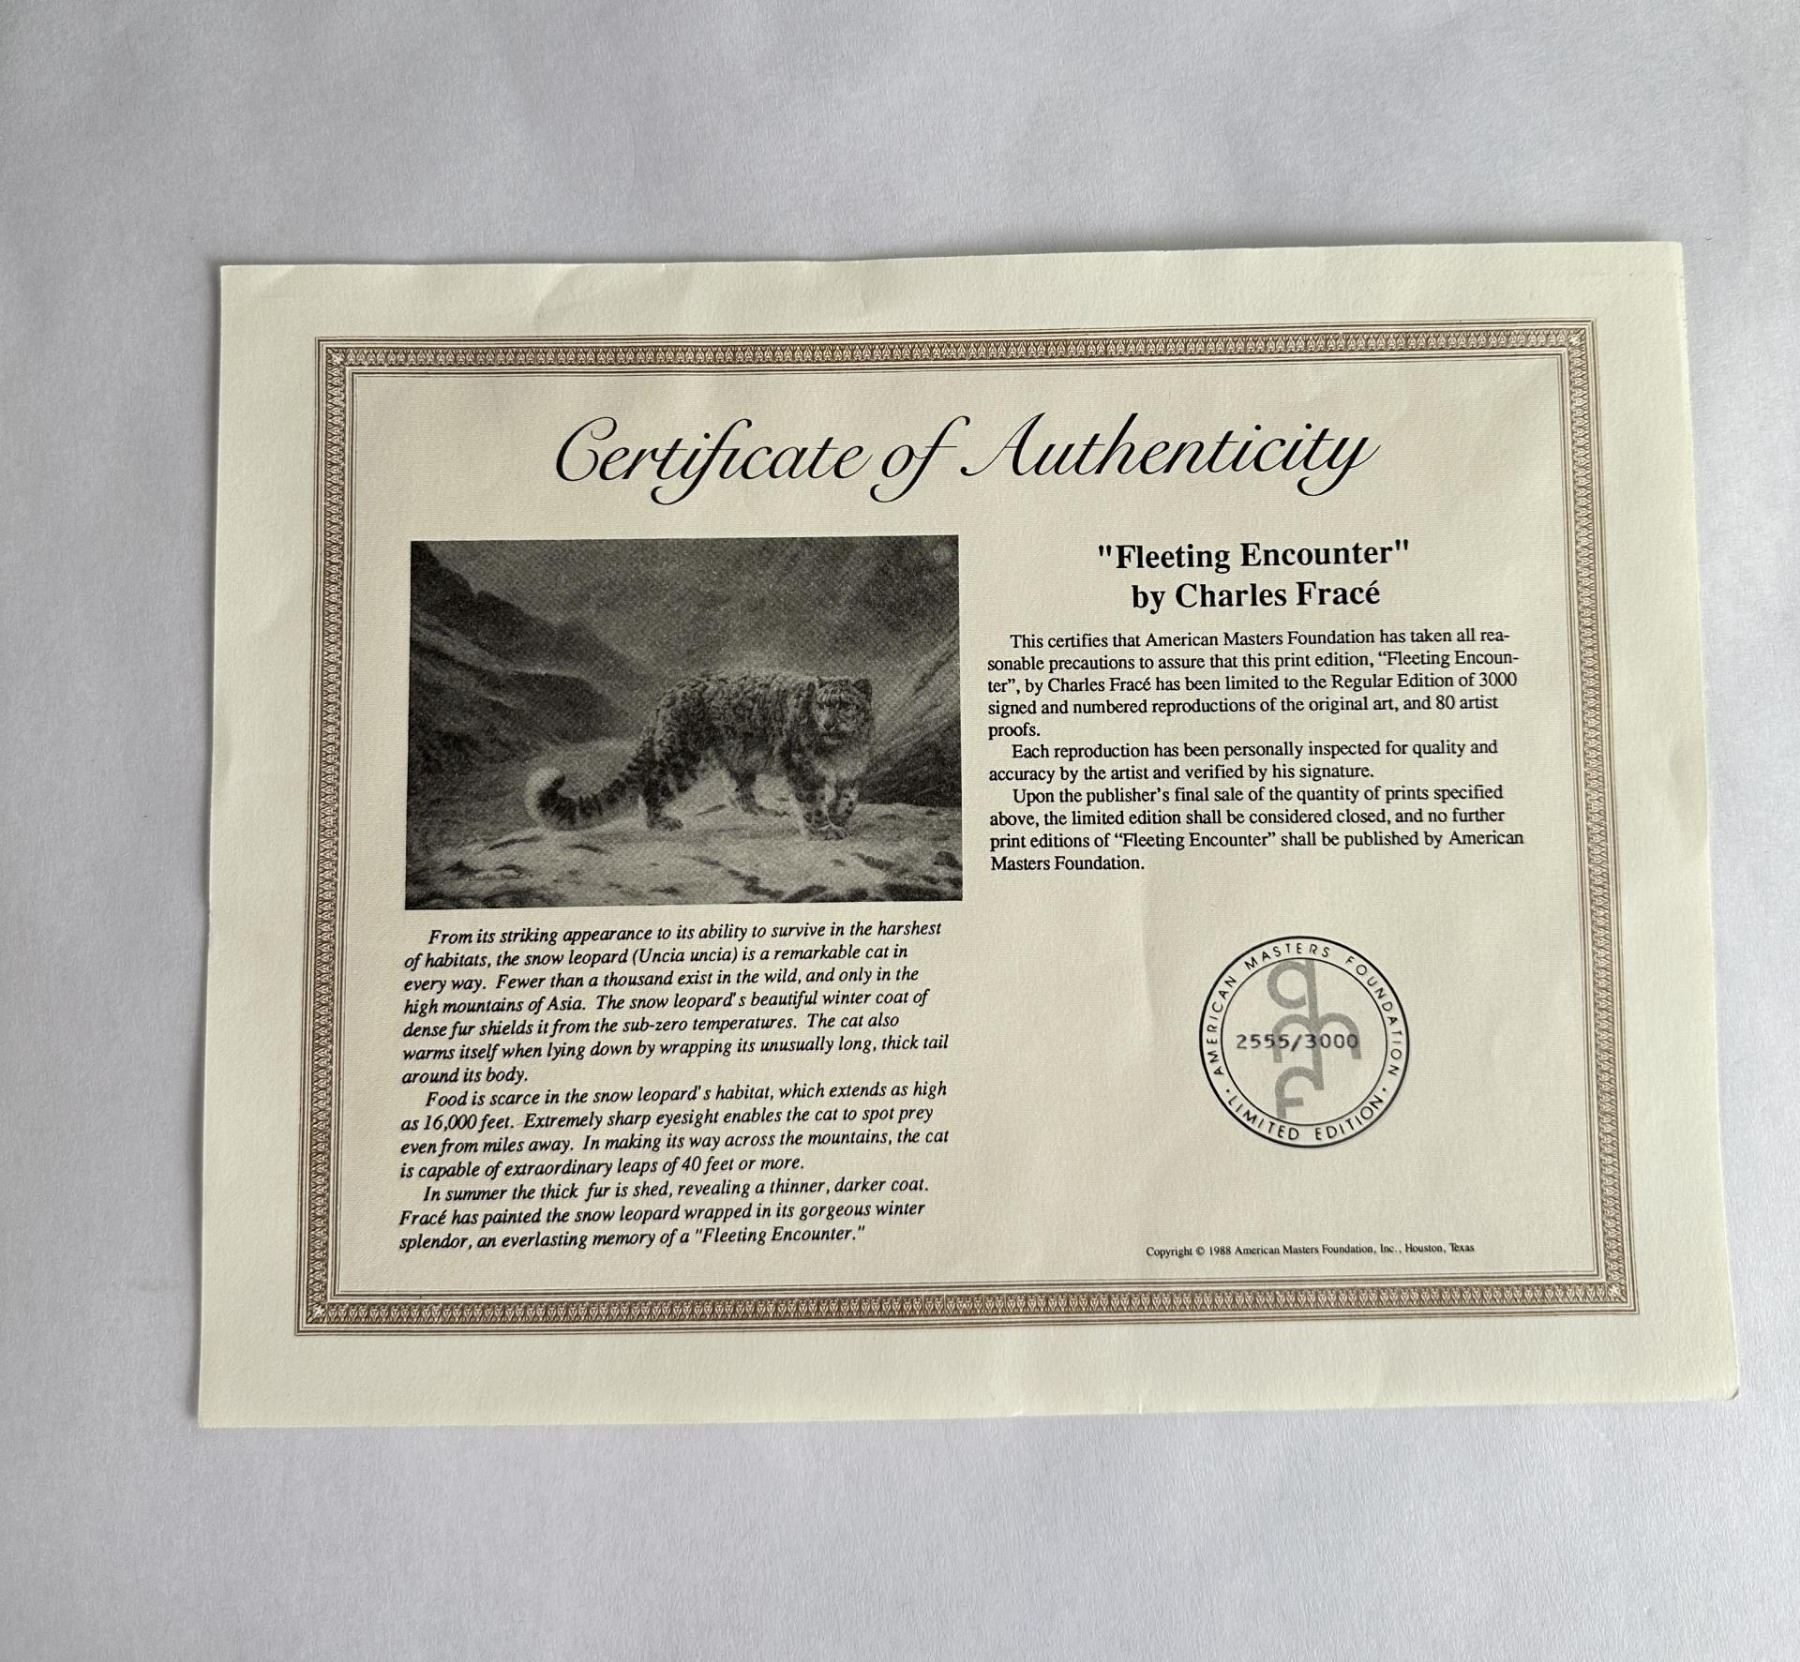 Certificate of Authenticity
"Fleeting Encounter"
by Charles Fracé
This certifies that American Masters Foundation has taken all rea-
sonable precautions to assure that this print edition, “Fleeting Encoun-
ter”, by Charles Fracé has been limited to the Regular Edition of 3000
signed and numbered reproductions of the original art, and 80 artist
proofs.
Each reproduction has been personally inspected for quality and
accuracy by the artist and verified by his signature.
Upon the publisher’s final sale of the quantity of prints specified
above, the limited edition shall be considered closed, and no further
print editions of “Fleeting Encounter” shall be published by American
Masters Foundation.
From its striking appearance to its ability to survive in the harshest
of habitats, the snow leopard (Uncia uncia) is a remarkable cat in
every way. Fewer than a thousand exist in the wild, and only in the
high mountains of Asia. The snow leopard's beautiful winter coat of
dense fur shields it from the sub-zero temperatures. The cat also
warms itself when lying down by wrapping its unusually long, thick tail
around its body.
Food is scarce in the snow leopard's habitat, which extends as high
as 16,000 feet. Extremely sharp eyesight enables the cat to spot prey
even from miles away. In making its way across the mountains, the cat
is capable of extraordinary leaps of 40 feet or more.
In summer the thick fur is shed, revealing a thinner, darker coat.
Fracé has painted the snow leopard wrapped in its gorgeous winter
splendor, an everlasting memory of a "Fleeting Encounter."
AMERICAN MASTERS FOUNDATION
amf
2555/3000
· LIMITED EDITION ·
Copyright © 1988 American Masters Foundation, Inc., Houston, Texas